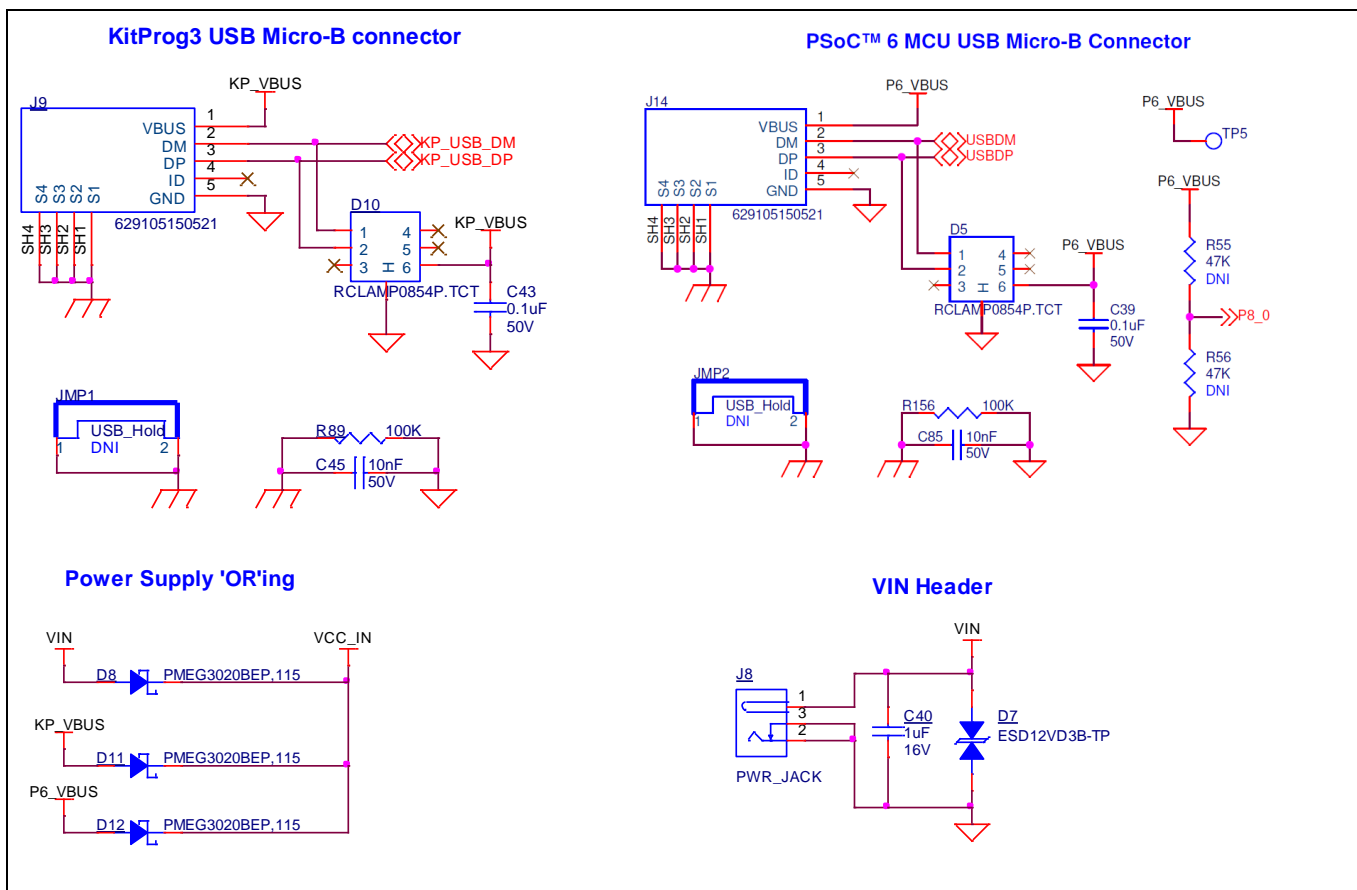 KitProg3 USB Micro-B connector
J9
KP_VBUS
1
VBUS
2
DM
KP_USB_DM
3
DP
KP_USB_DP
4
ID
5
GND
S4 S3 S2 S1
629105150521
SH4 SH3 SH2 SH1
D10
1 4
2 5
3 H 6
KP_VBUS
RCLAMP0854P.TCT
C43
0.1uF
50V
JMP1
USB_Hold
1 DNI 2
R89 100K
C45 10nF
50V
PSoC™ 6 MCU USB Micro-B Connector
J14
P6_VBUS
1
VBUS
2
DM
USBDM
3
DP
USBDP
4
ID
5
GND
S4 S3 S2 S1
629105150521
SH4 SH3 SH2 SH1
D5
1 4
2 5
3 H 6
P6_VBUS
RCLAMP0854P.TCT
C39
0.1uF
50V
P6_VBUS
TP5
P6_VBUS
R55
47K
DNI
P8_0
R56
47K
DNI
JMP2
USB_Hold
1 DNI 2
R156 100K
C85 10nF
50V
Power Supply 'OR'ing
VIN VCC_IN
D8 PMEG3020BEP,115
KP_VBUS
D11 PMEG3020BEP,115
P6_VBUS
D12 PMEG3020BEP,115
VIN Header
VIN
J8
1
3
2
PWR_JACK
C40
1uF
16V
D7
ESD12VD3B-TP